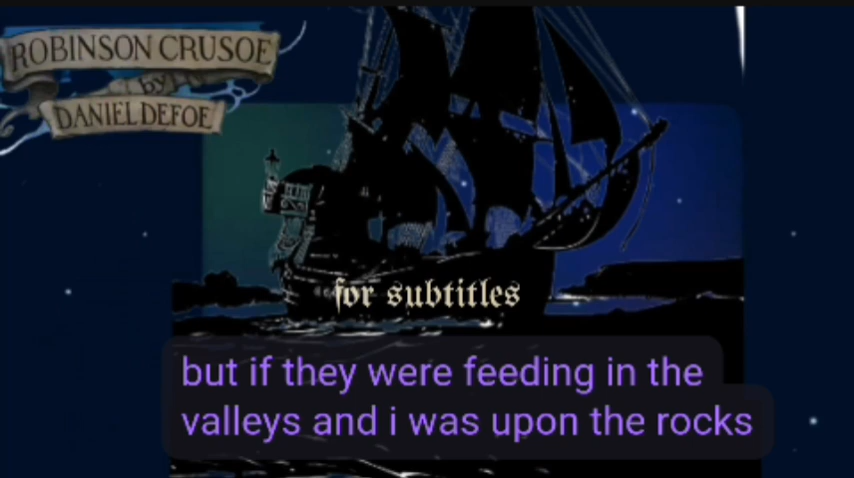 ROBINSON CRUSOE
by
DANIEL DEFOE
for subtitles
but if they were feeding in the
valleys and i was upon the rocks